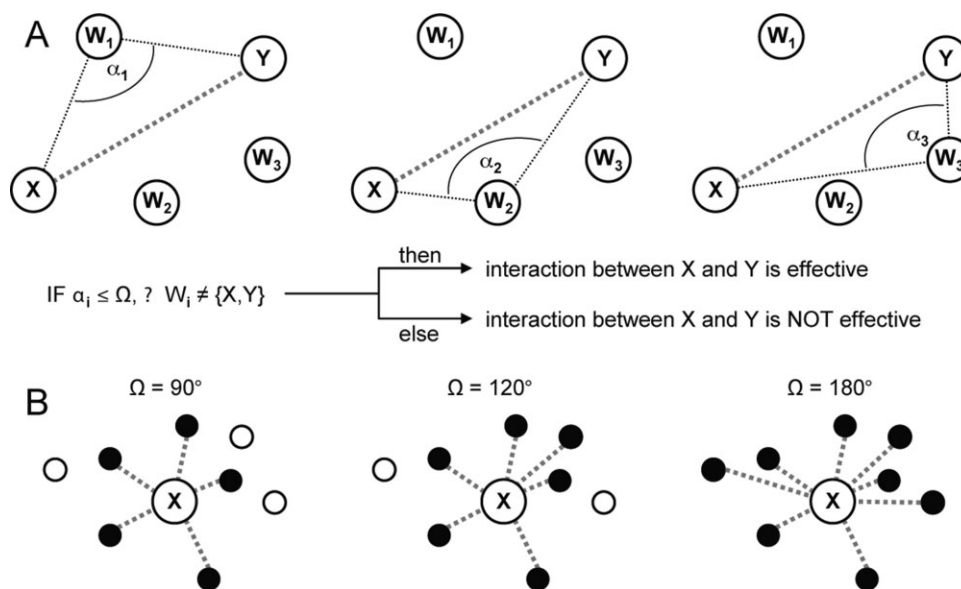 A
W1 Y α1 X W2 W3
W1 Y α2 X W2 W3
W1 Y α3 X W2 W3
then
interaction between X and Y is effective
IF αi ≤ Ω, ? Wi ≠ {X,Y}
interaction between X and Y is NOT effective
else
B
Ω = 90°
Ω = 120°
Ω = 180°
X
X
X